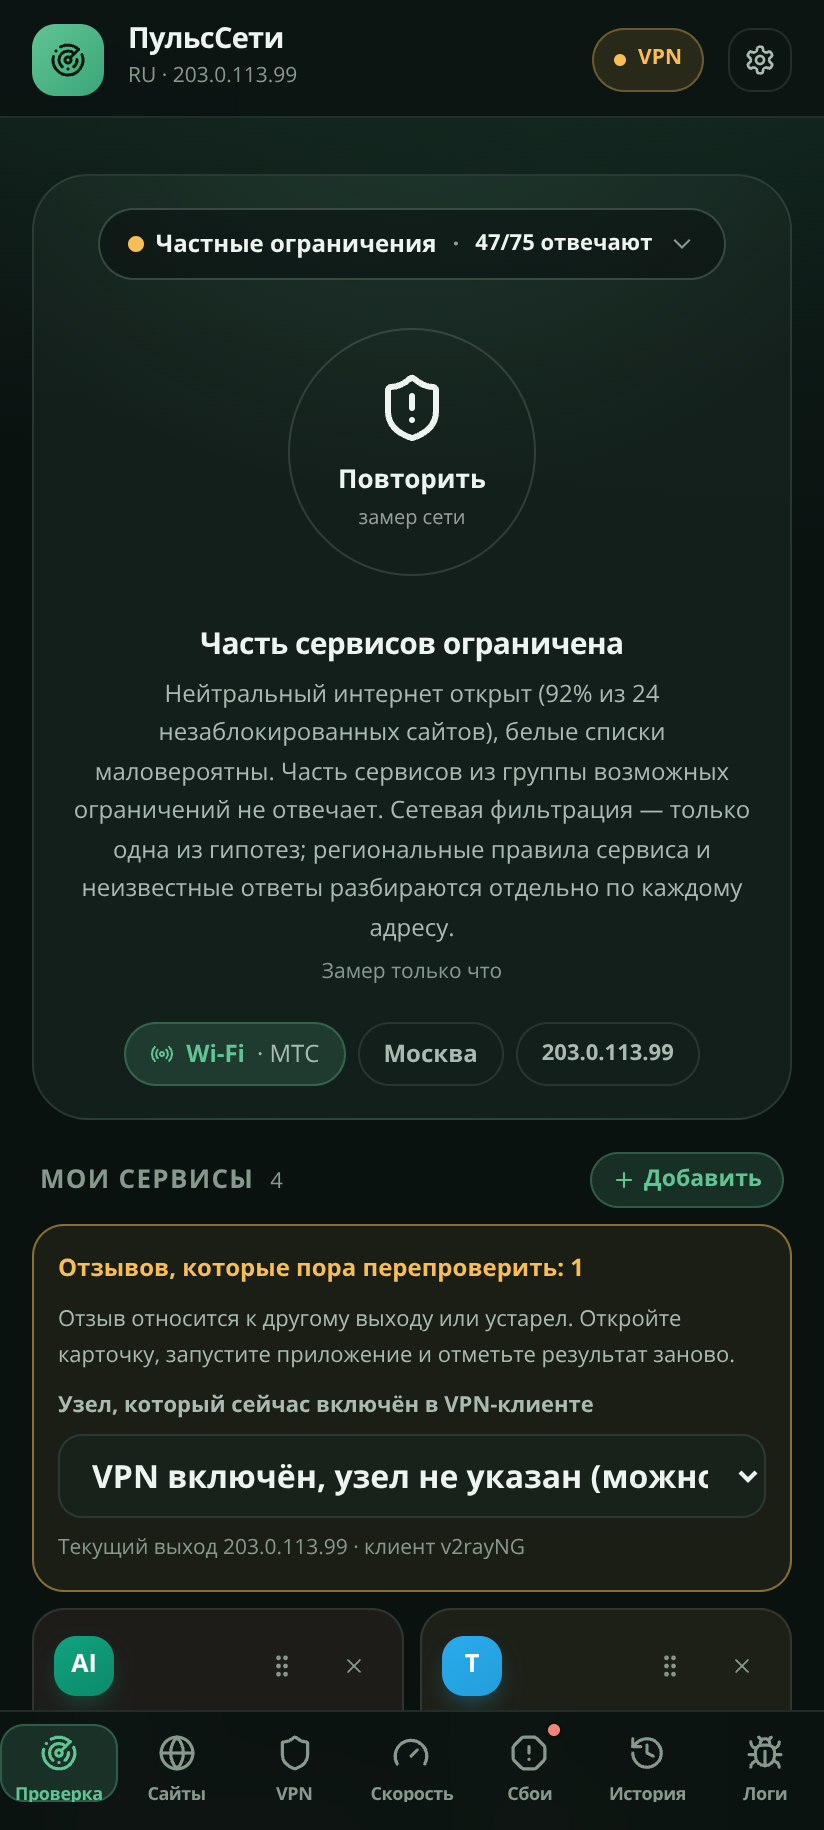 ПульсСети
RU · 203.0.113.99
VPN
Частные ограничения · 47/75 отвечают
Повторить
замер сети
Часть сервисов ограничена
Нейтральный интернет открыт (92% из 24
незаблокированных сайтов), белые списки
маловероятны. Часть сервисов из группы возможных
ограничений не отвечает. Сетевая фильтрация — только
одна из гипотез; региональные правила сервиса и
неизвестные ответы разбираются отдельно по каждому
адресу.
Замер только что
Wi-Fi · МТС
Москва
203.0.113.99
МОИ СЕРВИСЫ 4
+ Добавить
Отзывов, которые пора перепроверить: 1
Отзыв относится к другому выходу или устарел. Откройте
карточку, запустите приложение и отметьте результат заново.
Узел, который сейчас включён в VPN-клиенте
VPN включён, узел не указан (можно
Текущий выход 203.0.113.99 · клиент v2rayNG
AI
T
Проверка
Сайты
VPN
Скорость
Сбои
История
Логи